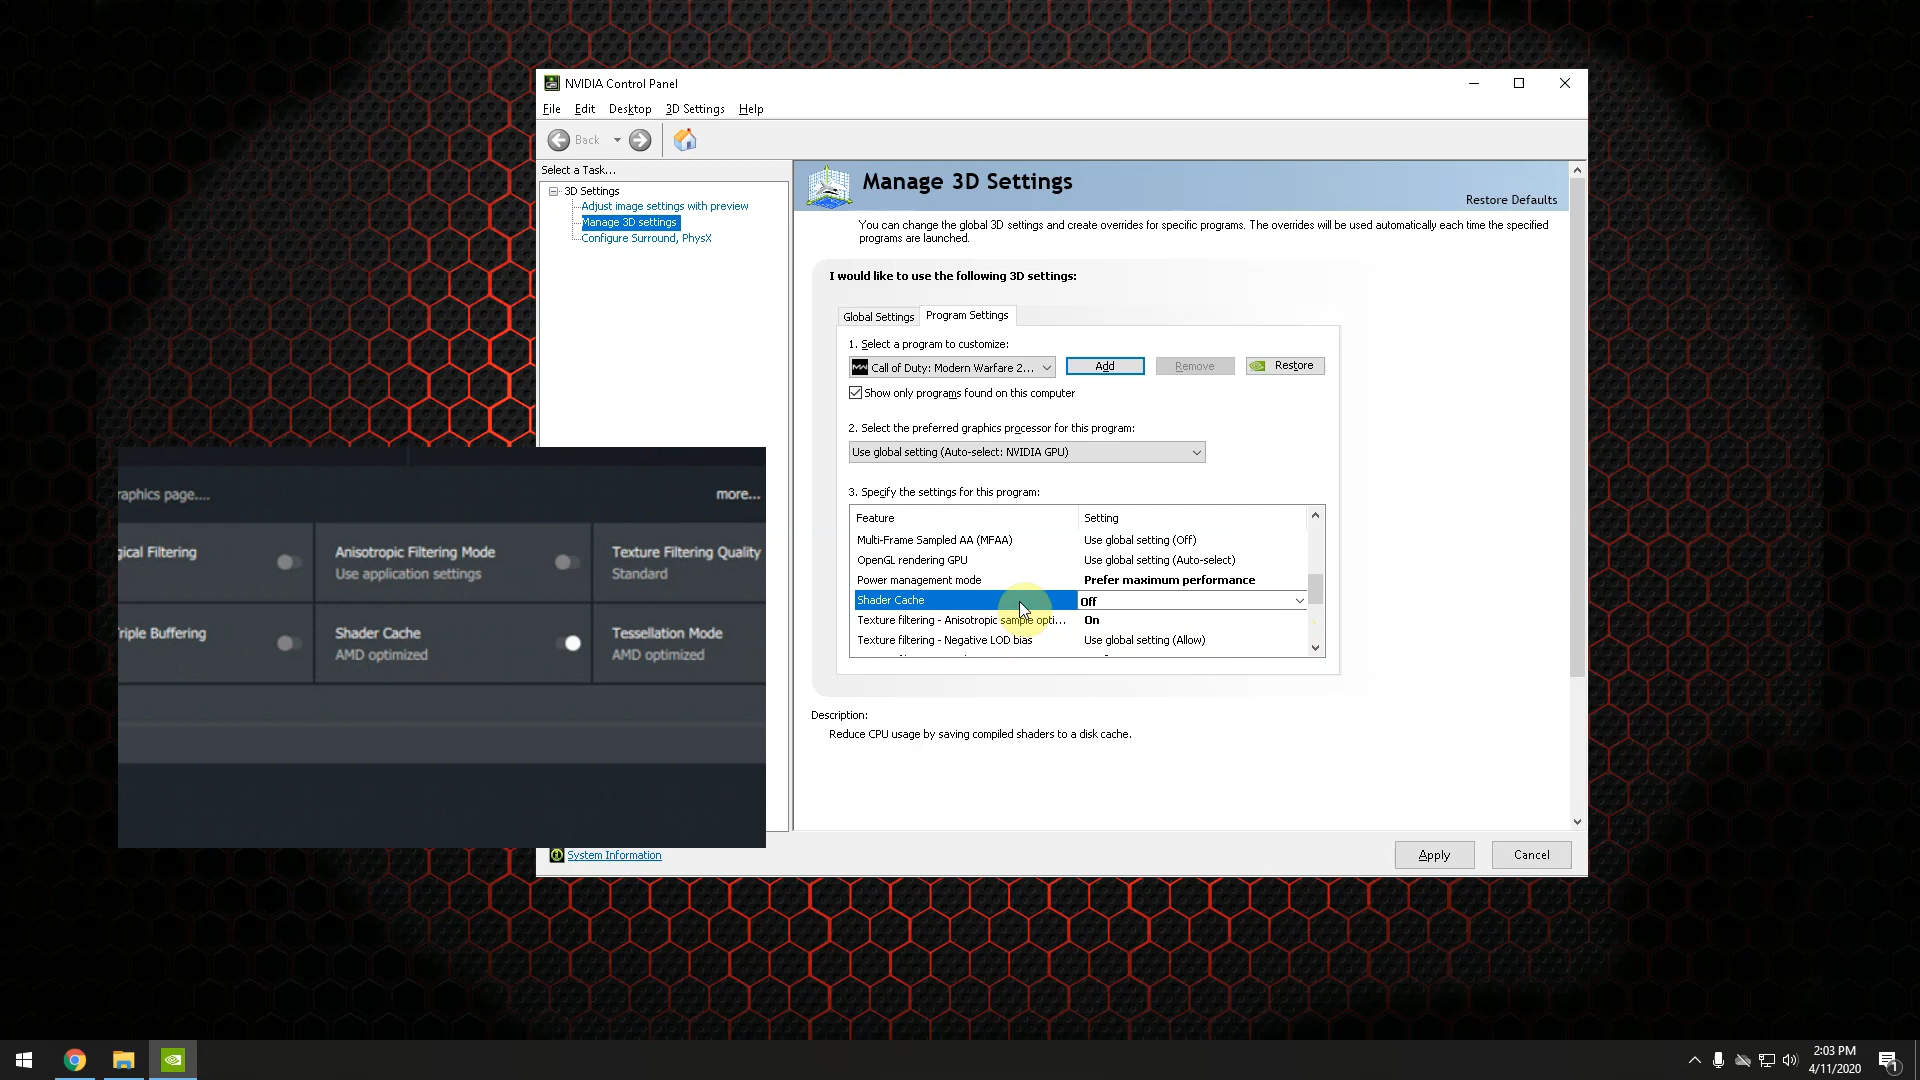 NVIDIA Control Panel
File Edit Desktop 3D Settings Help
Back
Select a Task...
3D Settings
Adjust image settings with preview
Manage 3D settings
Configure Surround, PhysX
Manage 3D Settings
Restore Defaults
You can change the global 3D settings and create overrides for specific programs. The overrides will be used automatically each time the specified
programs are launched.
I would like to use the following 3D settings:
Global Settings Program Settings
1. Select a program to customize:
Call of Duty: Modern Warfare 2... Add Remove Restore
Show only programs found on this computer
2. Select the preferred graphics processor for this program:
Use global setting (Auto-select: NVIDIA GPU)
3. Specify the settings for this program:
Feature Setting
Multi-Frame Sampled AA (MFAA) Use global setting (Off)
OpenGL rendering GPU Use global setting (Auto-select)
Power management mode Prefer maximum performance
Shader Cache Off
Texture filtering - Anisotropic sample opti... On
Texture filtering - Negative LOD bias Use global setting (Allow)
Description:
Reduce CPU usage by saving compiled shaders to a disk cache.
System Information
Apply Cancel
raphics page.... more...
gical Filtering
Anisotropic Filtering Mode
Use application settings
Texture Filtering Quality
Standard
riple Buffering
Shader Cache
AMD optimized
Tessellation Mode
AMD optimized
2:03 PM
4/11/2020
1